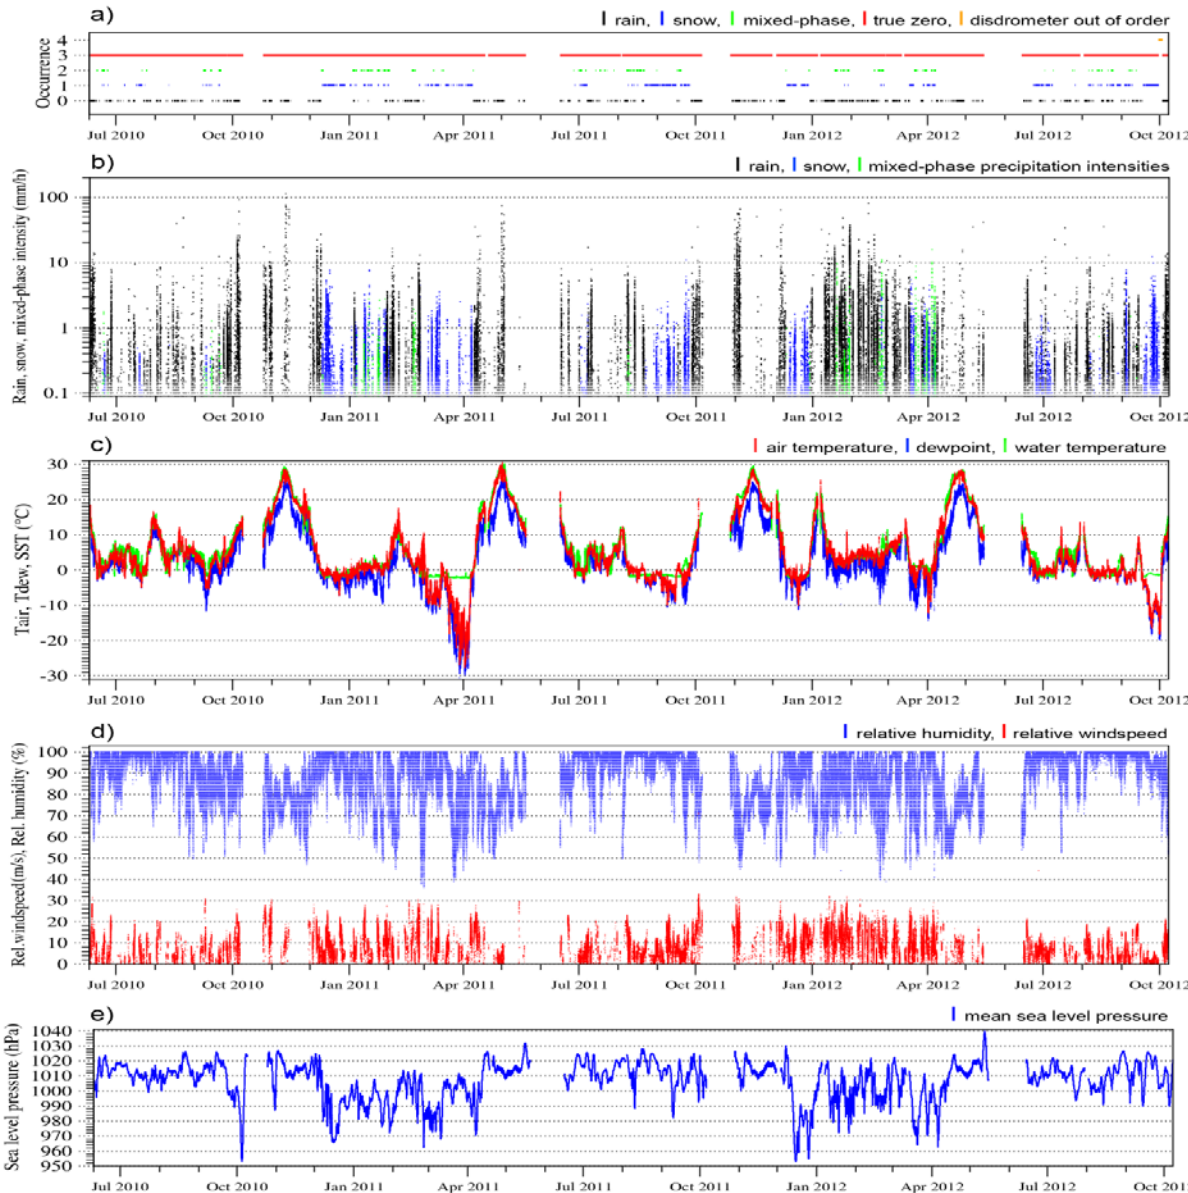 a)
rain, snow, mixed-phase, true zero, disdrometer out of order
Occurrence
4
3
2
1
0
Jul 2010 Oct 2010 Jan 2011 Apr 2011 Jul 2011 Oct 2011 Jan 2012 Apr 2012 Jul 2012 Oct 2012
b)
rain, snow, mixed-phase precipitation intensities
Rain, snow, mixed-phase intensity (mm/h)
100
10
1
0.1
Jul 2010 Oct 2010 Jan 2011 Apr 2011 Jul 2011 Oct 2011 Jan 2012 Apr 2012 Jul 2012 Oct 2012
c)
air temperature, dewpoint, water temperature
Tair, Tdew, SST (°C)
30
20
10
0
-10
-20
-30
Jul 2010 Oct 2010 Jan 2011 Apr 2011 Jul 2011 Oct 2011 Jan 2012 Apr 2012 Jul 2012 Oct 2012
d)
relative humidity, relative windspeed
Rel.windspeed(m/s), Rel. humidity (%)
100
90
80
70
60
50
40
30
20
10
0
Jul 2010 Oct 2010 Jan 2011 Apr 2011 Jul 2011 Oct 2011 Jan 2012 Apr 2012 Jul 2012 Oct 2012
e)
mean sea level pressure
Sea level pressure (hPa)
1040
1030
1020
1010
1000
990
980
970
960
950
Jul 2010 Oct 2010 Jan 2011 Apr 2011 Jul 2011 Oct 2011 Jan 2012 Apr 2012 Jul 2012 Oct 201